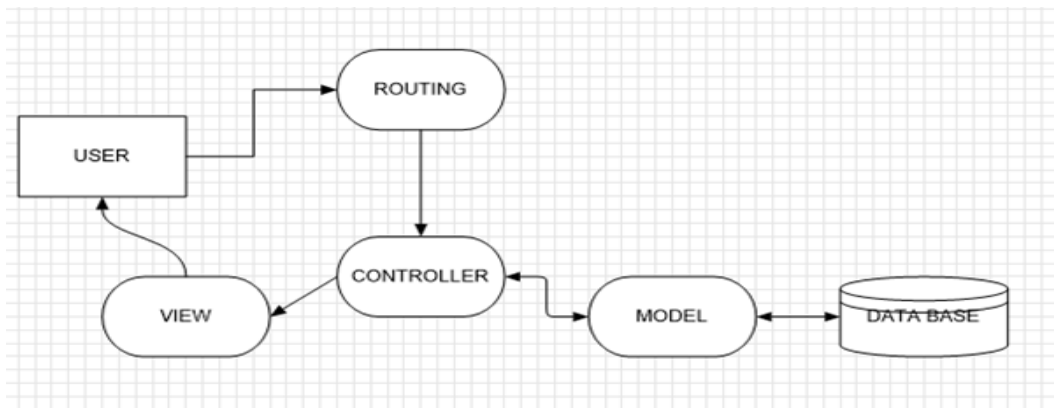 ROUTING
USER
CONTROLLER
VIEW
MODEL
DATA BASE